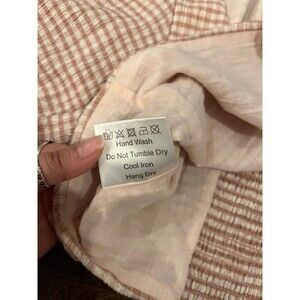 Hand Wash
Do Not Tumble Dry
Cool Iron
Hang Dry